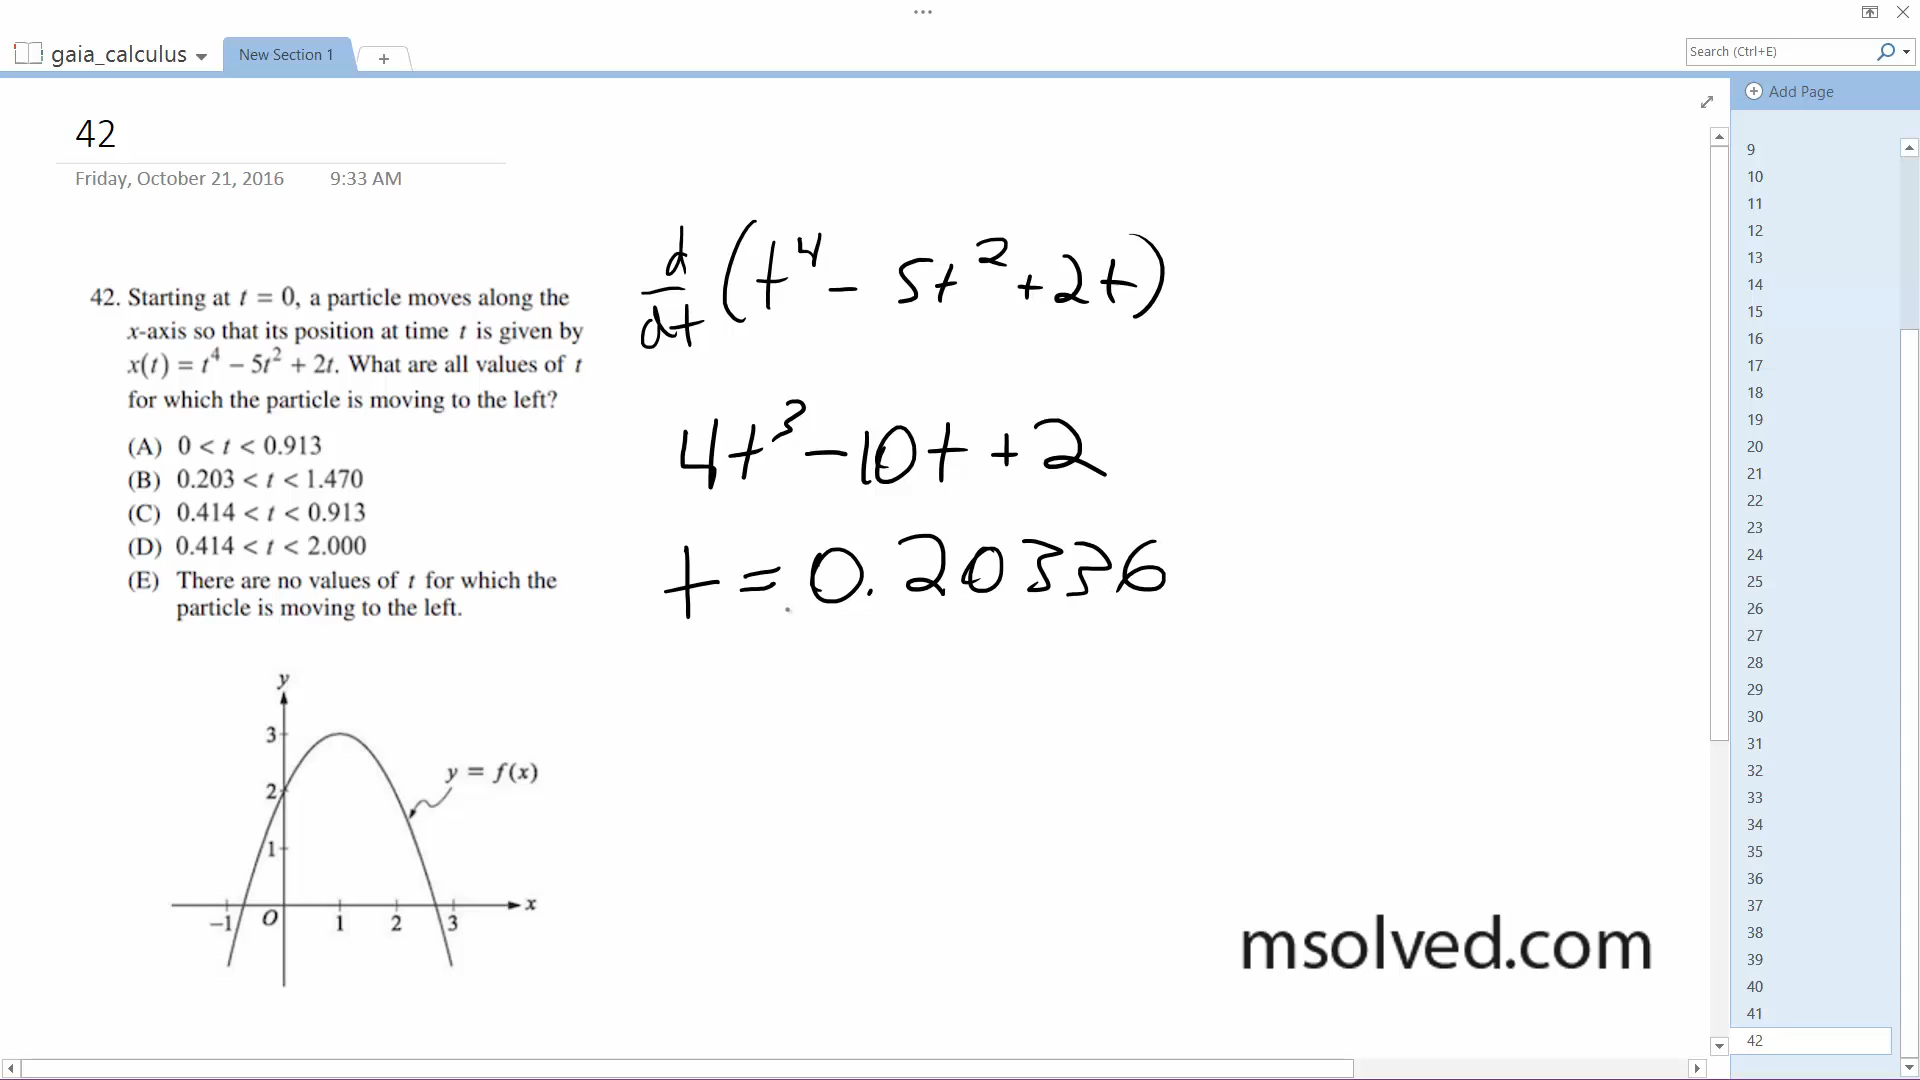 ...
gaia_calculus
New Section 1
+
Search (Ctrl+E)
Add Page
42
Friday, October 21, 2016 9:33 AM
42. Starting at t = 0, a particle moves along the
x-axis so that its position at time t is given by
x(t) = t⁴ − 5t² + 2t. What are all values of t
for which the particle is moving to the left?
(A) 0 < t < 0.913
(B) 0.203 < t < 1.470
(C) 0.414 < t < 0.913
(D) 0.414 < t < 2.000
(E) There are no values of t for which the
particle is moving to the left.
y
3
2
1
y = f(x)
−1 O 1 2 3 x
d/dt (t⁴ − 5t² + 2t)
4t³ − 10t + 2
t = 0.20336
msolved.com
9
10
11
12
13
14
15
16
17
18
19
20
21
22
23
24
25
26
27
28
29
30
31
32
33
34
35
36
37
38
39
40
41
42